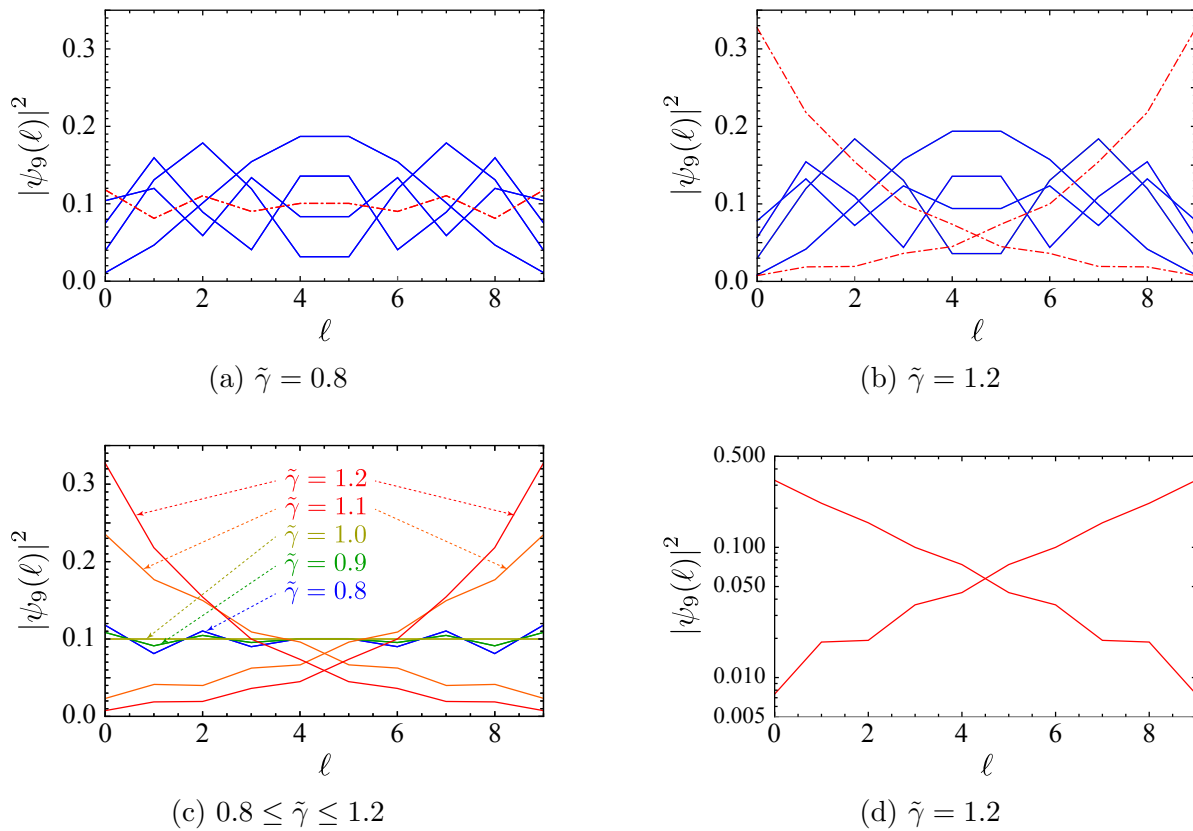 0.3
0.2
0.1
0.0
|ψ₉(ℓ)|²
0 2 4 6 8
ℓ
(a) γ̃ = 0.8
0.3
0.2
0.1
0.0
|ψ₉(ℓ)|²
0 2 4 6 8
ℓ
(b) γ̃ = 1.2
0.3
0.2
0.1
0.0
|ψ₉(ℓ)|²
γ̃ = 1.2
γ̃ = 1.1
γ̃ = 1.0
γ̃ = 0.9
γ̃ = 0.8
0 2 4 6 8
ℓ
(c) 0.8 ≤ γ̃ ≤ 1.2
0.500
0.100
0.050
0.010
0.005
|ψ₉(ℓ)|²
0 2 4 6 8
ℓ
(d) γ̃ = 1.2